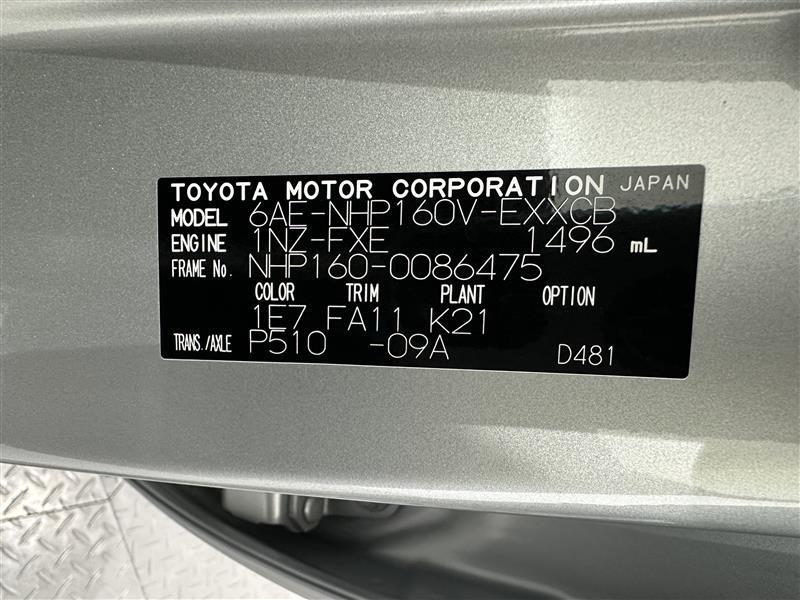 TOYOTA MOTOR CORPORATION JAPAN
MODEL 6AE-NHP160V-EXXCB
ENGINE 1NZ-FXE 1496 mL
FRAME No. NHP160-0086475
COLOR TRIM PLANT OPTION
1E7 FA11 K21
TRANS./AXLE P510 -09A D481